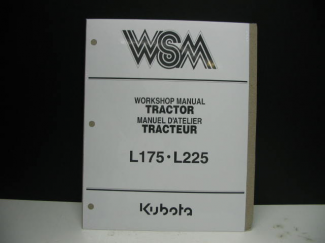 WSM
WORKSHOP MANUAL
TRACTOR
MANUEL D'ATELIER
TRACTEUR
L175・L225
Kubota